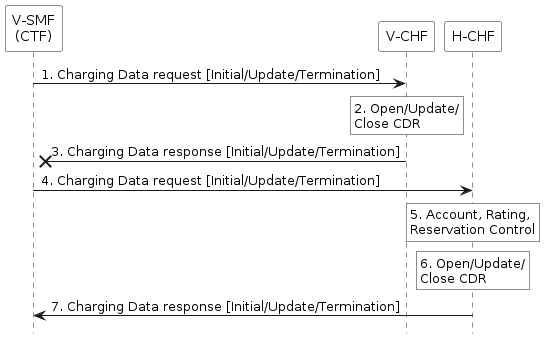 V-SMF
(CTF)
V-CHF
H-CHF
1. Charging Data request [Initial/Update/Termination]
2. Open/Update/
Close CDR
3. Charging Data response [Initial/Update/Termination]
4. Charging Data request [Initial/Update/Termination]
5. Account, Rating,
Reservation Control
6. Open/Update/
Close CDR
7. Charging Data response [Initial/Update/Termination]